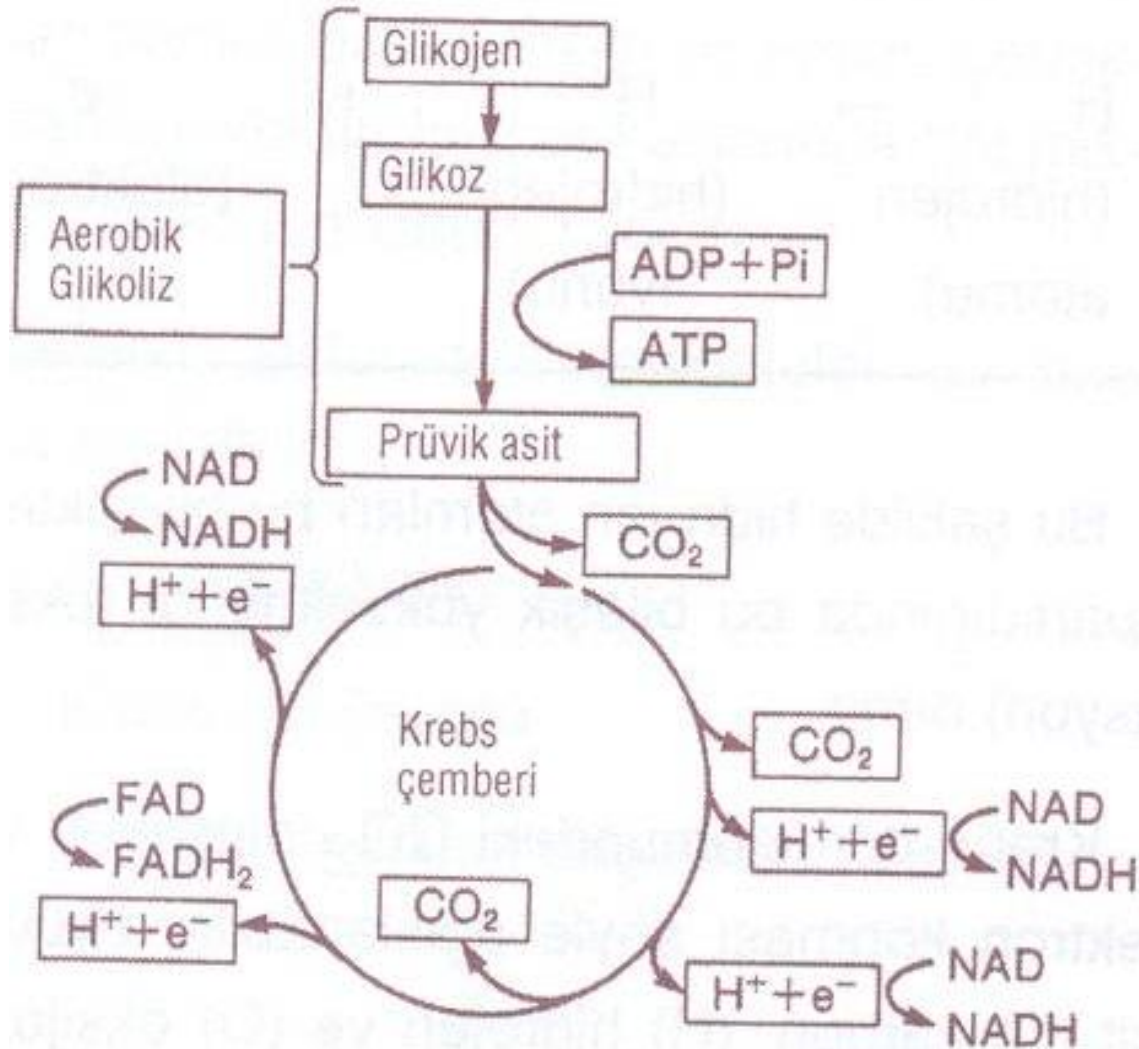 Glikojen
Glikoz
Aerobik
Glikoliz
ADP+Pi
ATP
Prüvik asit
NAD
NADH
H⁺+e⁻
CO₂
Krebs
çemberi
CO₂
H⁺+e⁻
NAD
NADH
FAD
FADH₂
H⁺+e⁻
CO₂
H⁺+e⁻
NAD
NADH